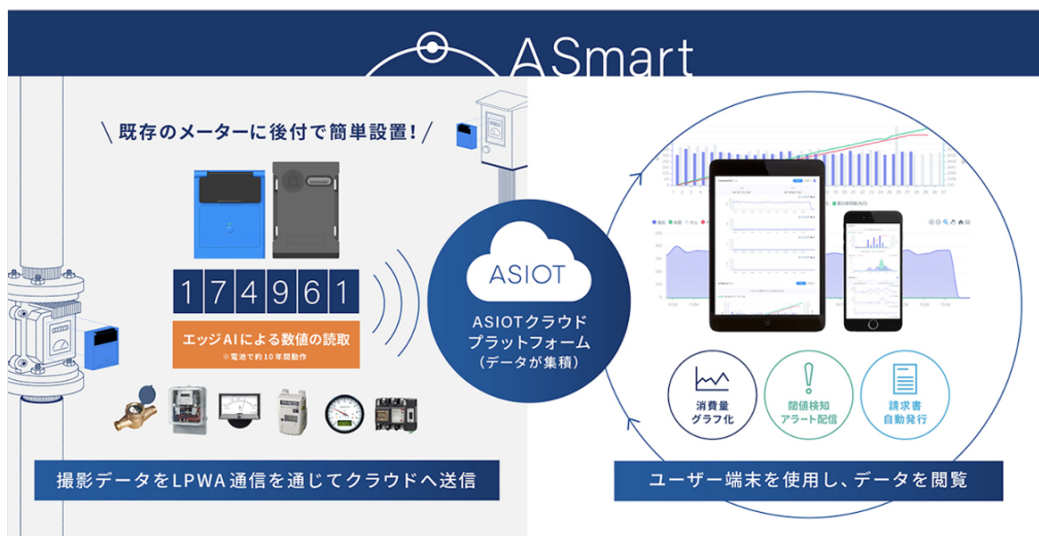 ASmart
\ 既存のメーターに後付で簡単設置! /
174961
エッジAIによる数値の読取
※電池で約10年間動作
撮影データをLPWA通信を通じてクラウドへ送信
ASIOT
ASIOTクラウド
プラットフォーム
(データが集積)
消費量
グラフ化
閾値検知
アラート配信
請求書
自動発行
ユーザー端末を使用し、データを閲覧